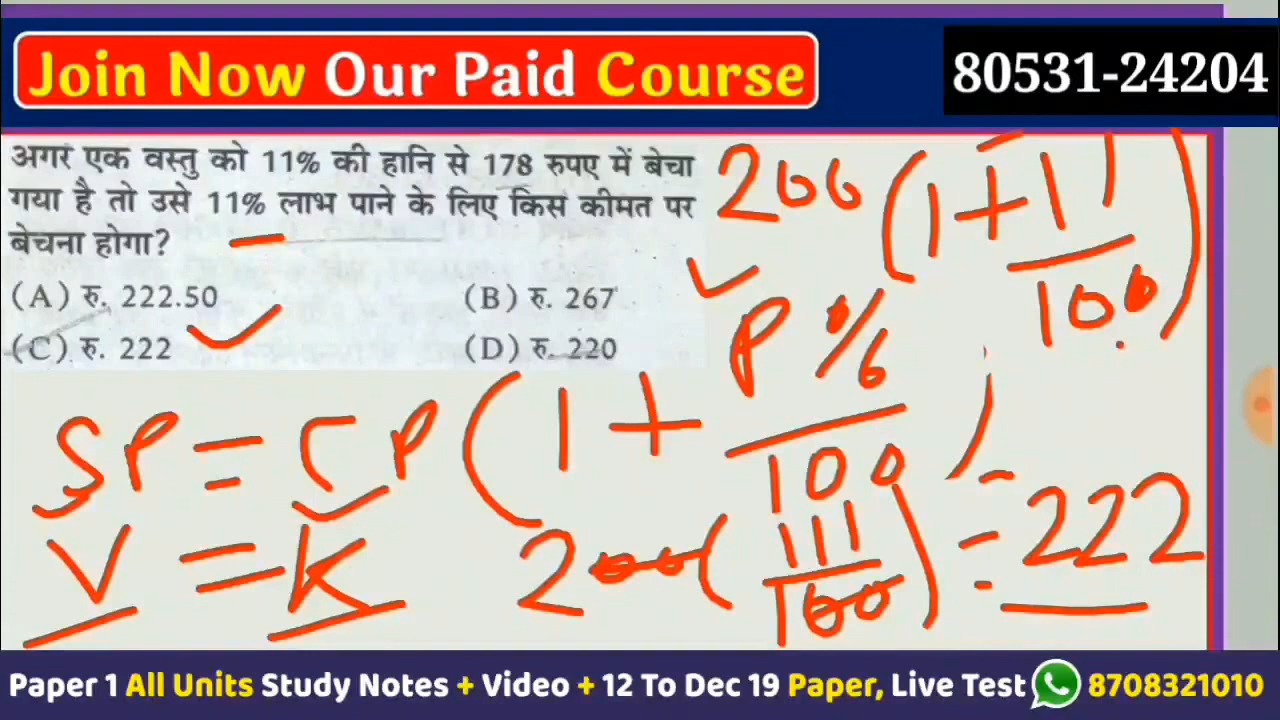 Join Now Our Paid Course
80531-24204
अगर एक वस्तु को 11% की हानि से 178 रुपए में बेचा
गया है तो उसे 11% लाभ पाने के लिए किस कीमत पर
बेचना होगा?
(A) रु. 222.50
(B) रु. 267
(C) रु. 222
(D) रु. 220
200 (1+11/100)
SP = CP (1 + P%/100)
V = K
200(111/100) = 222
Paper 1 All Units Study Notes + Video + 12 To Dec 19 Paper, Live Test 8708321010